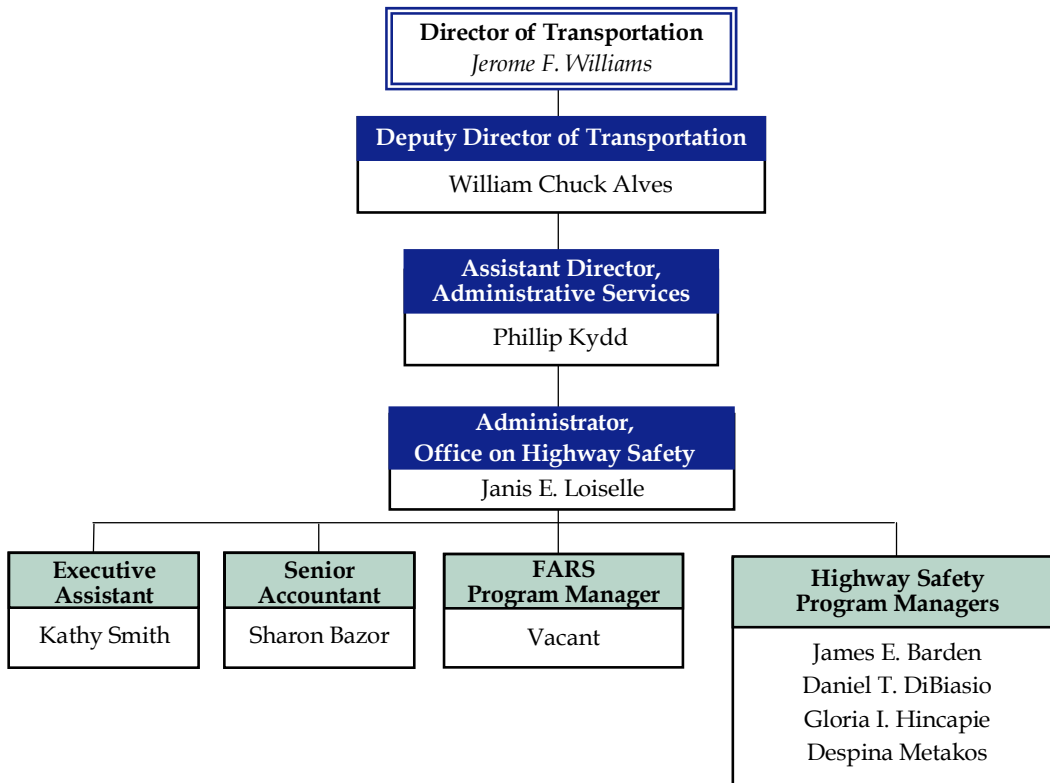 Director of Transportation
Jerome F. Williams
Deputy Director of Transportation
William Chuck Alves
Assistant Director,
Administrative Services
Phillip Kydd
Administrator,
Office on Highway Safety
Janis E. Loiselle
Executive
Assistant
Kathy Smith
Senior
Accountant
Sharon Bazor
FARS
Program Manager
Vacant
Highway Safety
Program Managers
James E. Barden
Daniel T. DiBiasio
Gloria I. Hincapie
Despina Metakos